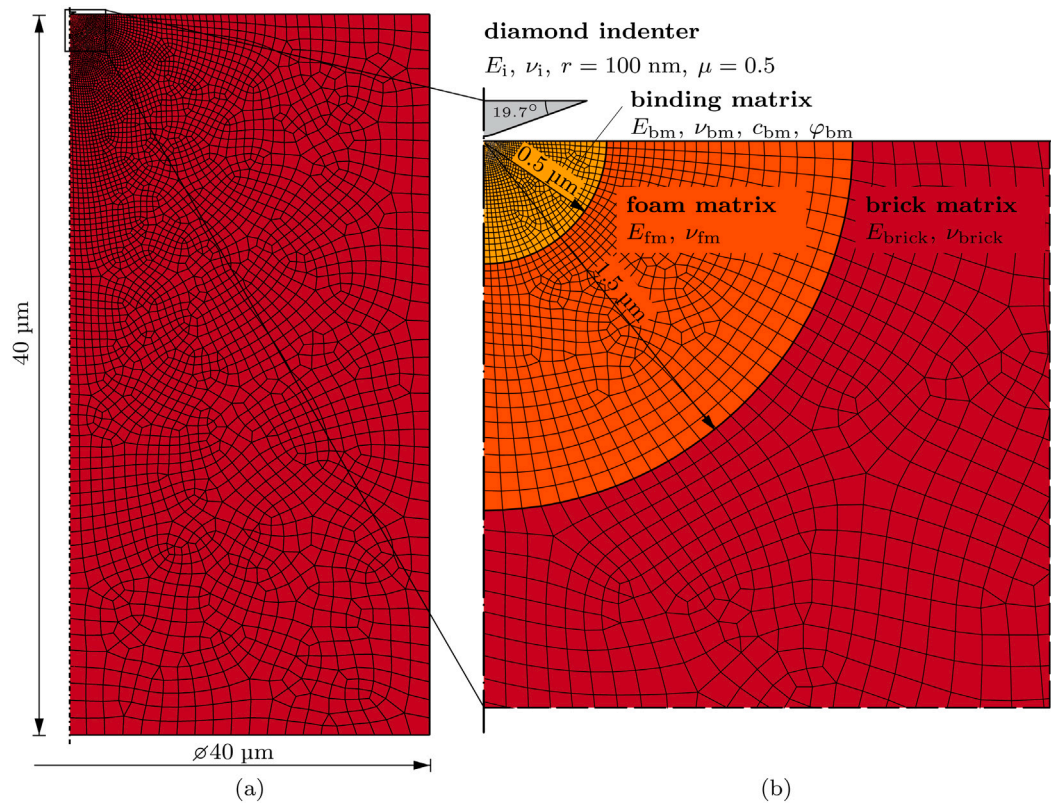 diamond indenter
Eᵢ, νᵢ, r = 100 nm, μ = 0.5
19.7°
binding matrix
E_bm, ν_bm, c_bm, φ_bm
0.5 μm
foam matrix
E_fm, ν_fm
brick matrix
E_brick, ν_brick
1.5 μm
40 μm
⌀40 μm
(a)
(b)